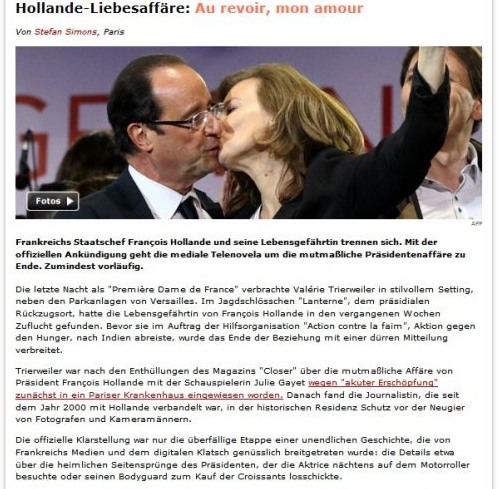 Hollande-Liebesaffäre: Au revoir, mon amour
Von Stefan Simons, Paris
Fotos
AFP
Frankreichs Staatschef François Hollande und seine Lebensgefährtin trennen sich. Mit der
offiziellen Ankündigung geht die mediale Telenovela um die mutmaßliche Präsidentenaffäre zu
Ende. Zumindest vorläufig.
Die letzte Nacht als "Première Dame de France" verbrachte Valérie Trierweiler in stilvollem Setting,
neben den Parkanlagen von Versailles. Im Jagdschlösschen "Lanterne", dem präsidialen
Rückzugsort, hatte die Lebensgefährtin von François Hollande in den vergangenen Wochen
Zuflucht gefunden. Bevor sie im Auftrag der Hilfsorganisation "Action contre la faim", Aktion gegen
den Hunger, nach Indien abreiste, wurde das Ende der Beziehung mit einer dürren Mitteilung
verbreitet.
Trierweiler war nach den Enthüllungen des Magazins "Closer" über die mutmaßliche Affäre von
Präsident François Hollande mit der Schauspielerin Julie Gayet wegen "akuter Erschöpfung"
zunächst in ein Pariser Krankenhaus eingewiesen worden. Danach fand die Journalistin, die seit
dem Jahr 2000 mit Hollande verbandelt war, in der historischen Residenz Schutz vor der Neugier
von Fotografen und Kameramännern.
Die offizielle Klarstellung war nur die überfällige Etappe einer unendlichen Geschichte, die von
Frankreichs Medien und dem digitalen Klatsch genüsslich breitgetreten wurde: die Details etwa
über die heimlichen Seitensprünge des Präsidenten, der die Aktrice nächtens auf dem Motorroller
besuchte oder seinen Bodyguard zum Kauf der Croissants losschickte.